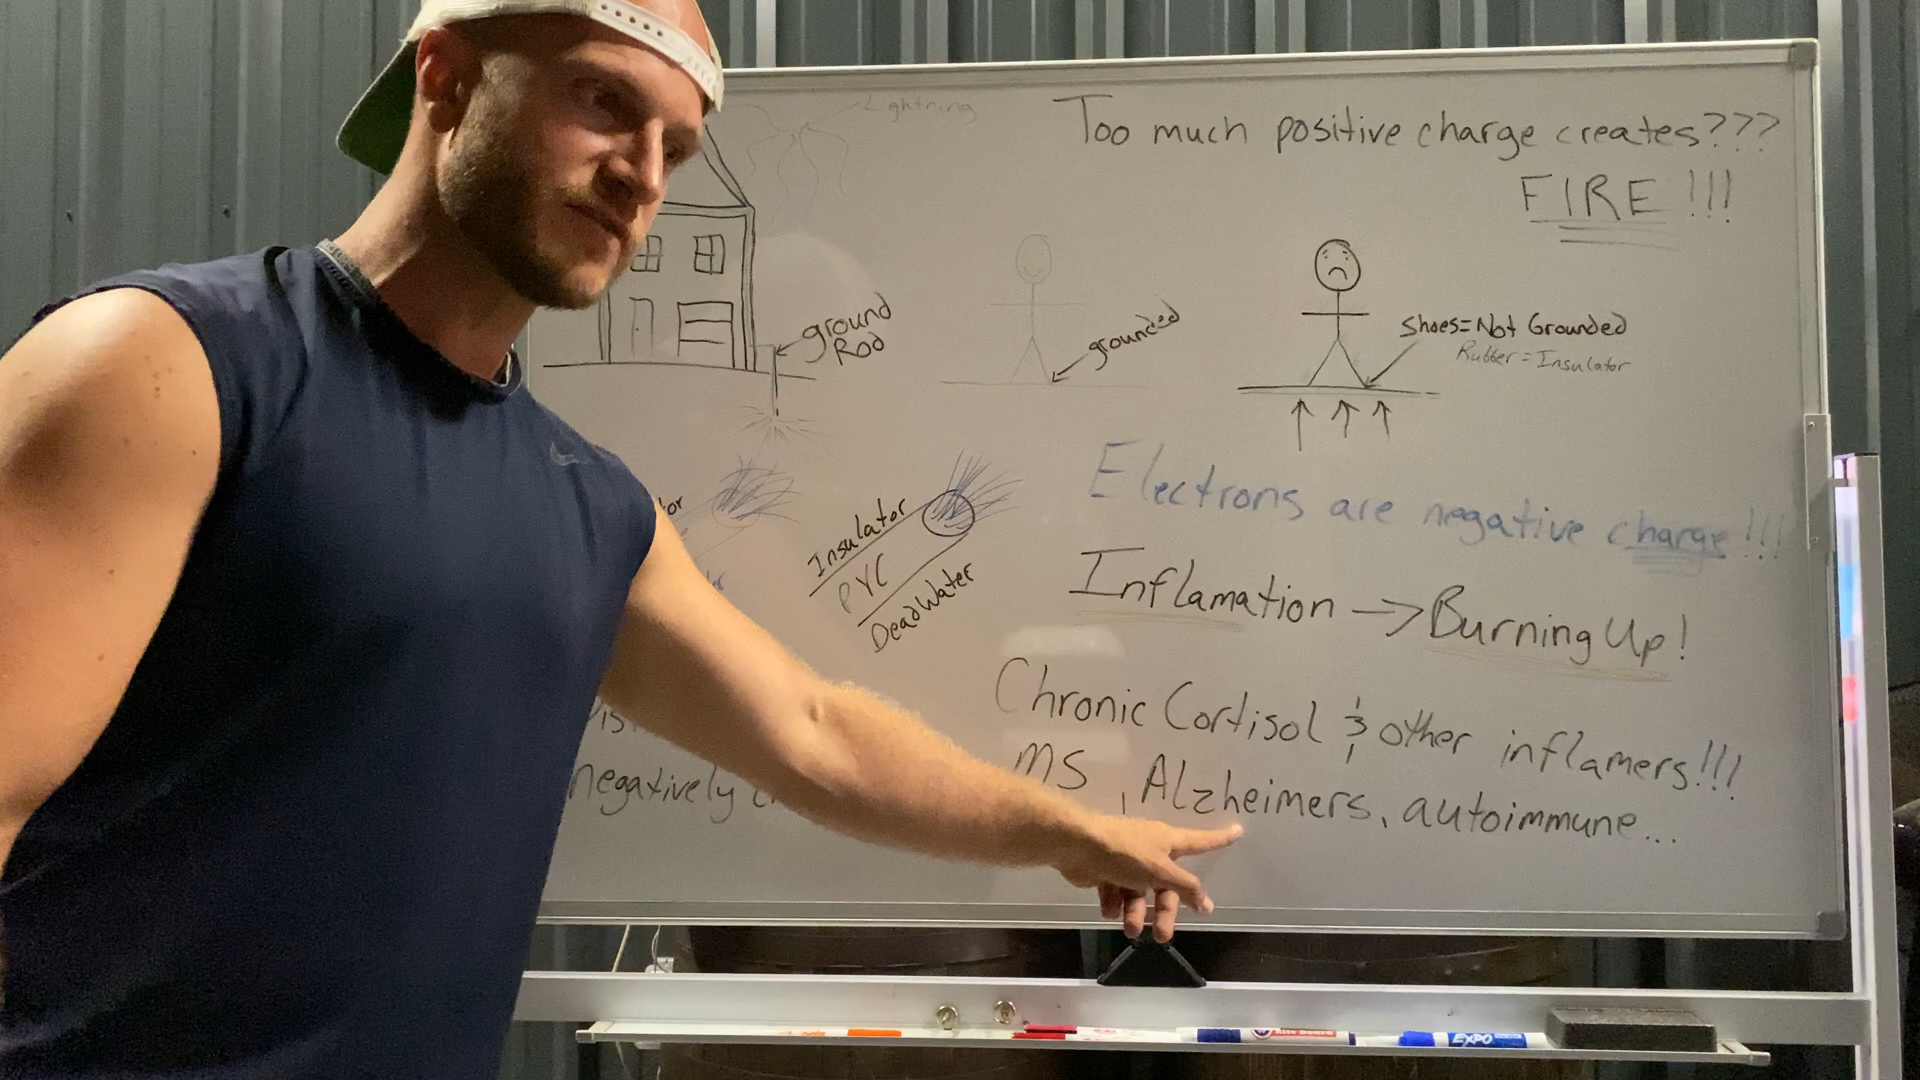 Lightning
Too much positive charge creates???
FIRE!!!
ground
Rod
grounded
Shoes=Not Grounded
Rubber = Insulator
Electrons are negative charge!!!
Insulator
PVC
Dead Water
Inflamation → Burning Up!
Chronic Cortisol & other inflamers!!!
MS, Alzheimers, autoimmune...
negatively
EXPO